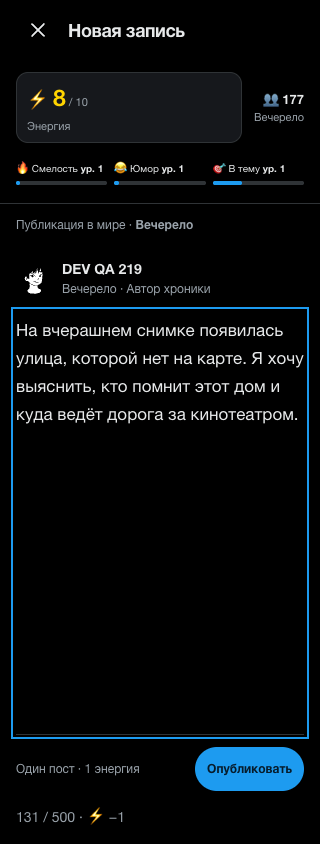 Новая запись
⚡ 8 / 10
Энергия
👥 177
Вечерело
🔥 Смелость ур. 1
😂 Юмор ур. 1
🎯 В тему ур. 1
Публикация в мире · Вечерело
DEV QA 219
Вечерело · Автор хроники
На вчерашнем снимке появилась
улица, которой нет на карте. Я хочу
выяснить, кто помнит этот дом и
куда ведёт дорога за кинотеатром.
Один пост · 1 энергия
Опубликовать
131 / 500 · ⚡ −1